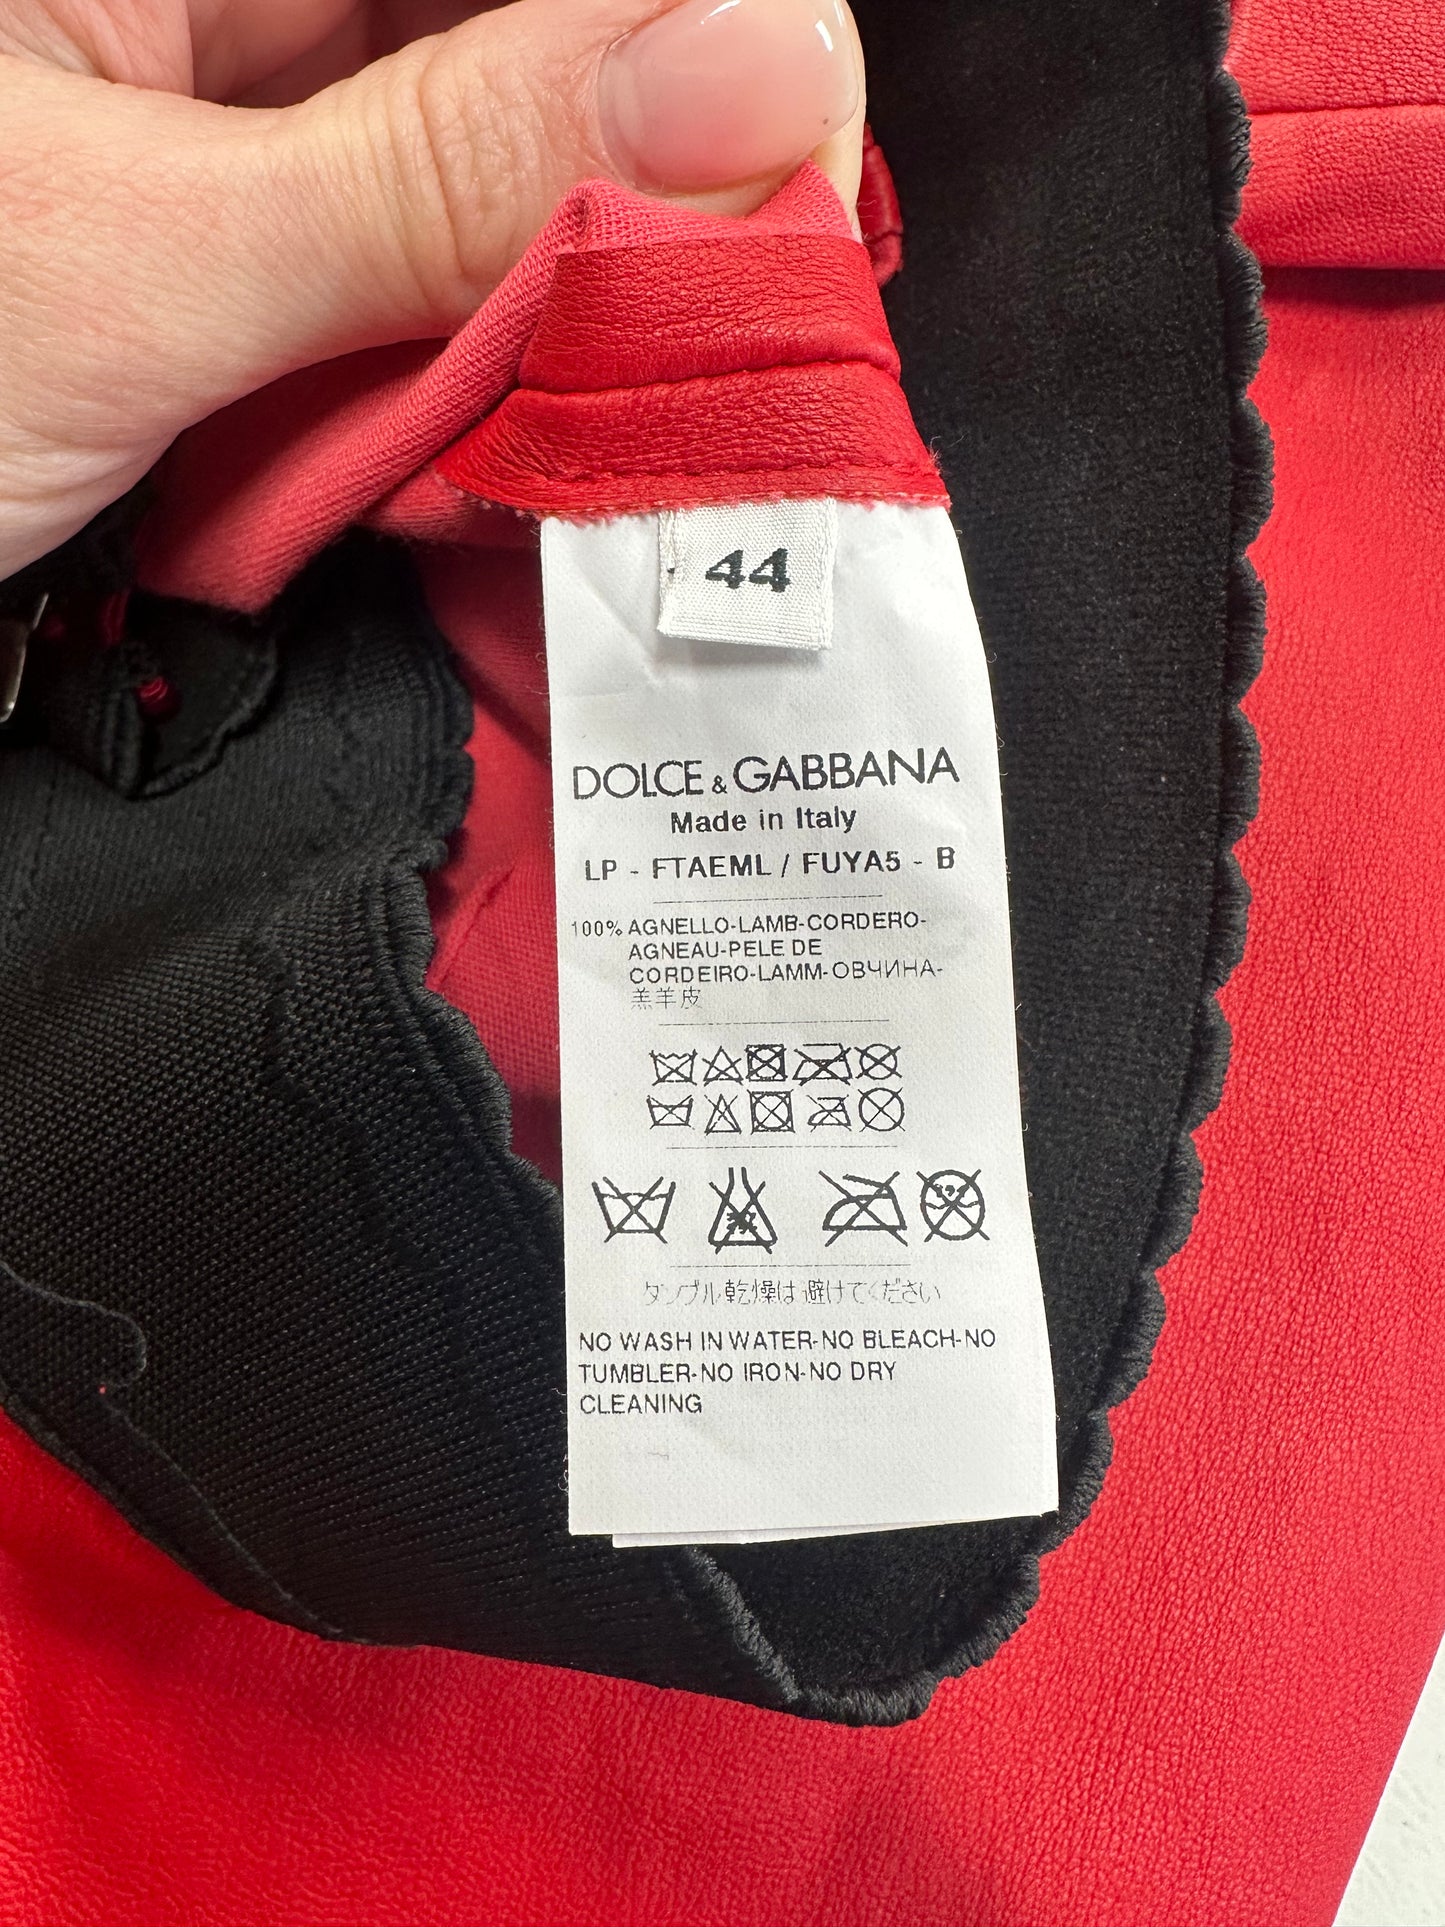 44
DOLCE & GABBANA
Made in Italy
LP - FTAEML / FUYA5 - B
100% AGNELLO-LAMB-CORDERO-
AGNEAU-PELE DE
CORDEIRO-LAMM-ОВЧИНА-
羔羊皮
タンブル乾燥は避けてください
NO WASH IN WATER-NO BLEACH-NO
TUMBLER-NO IRON-NO DRY
CLEANING